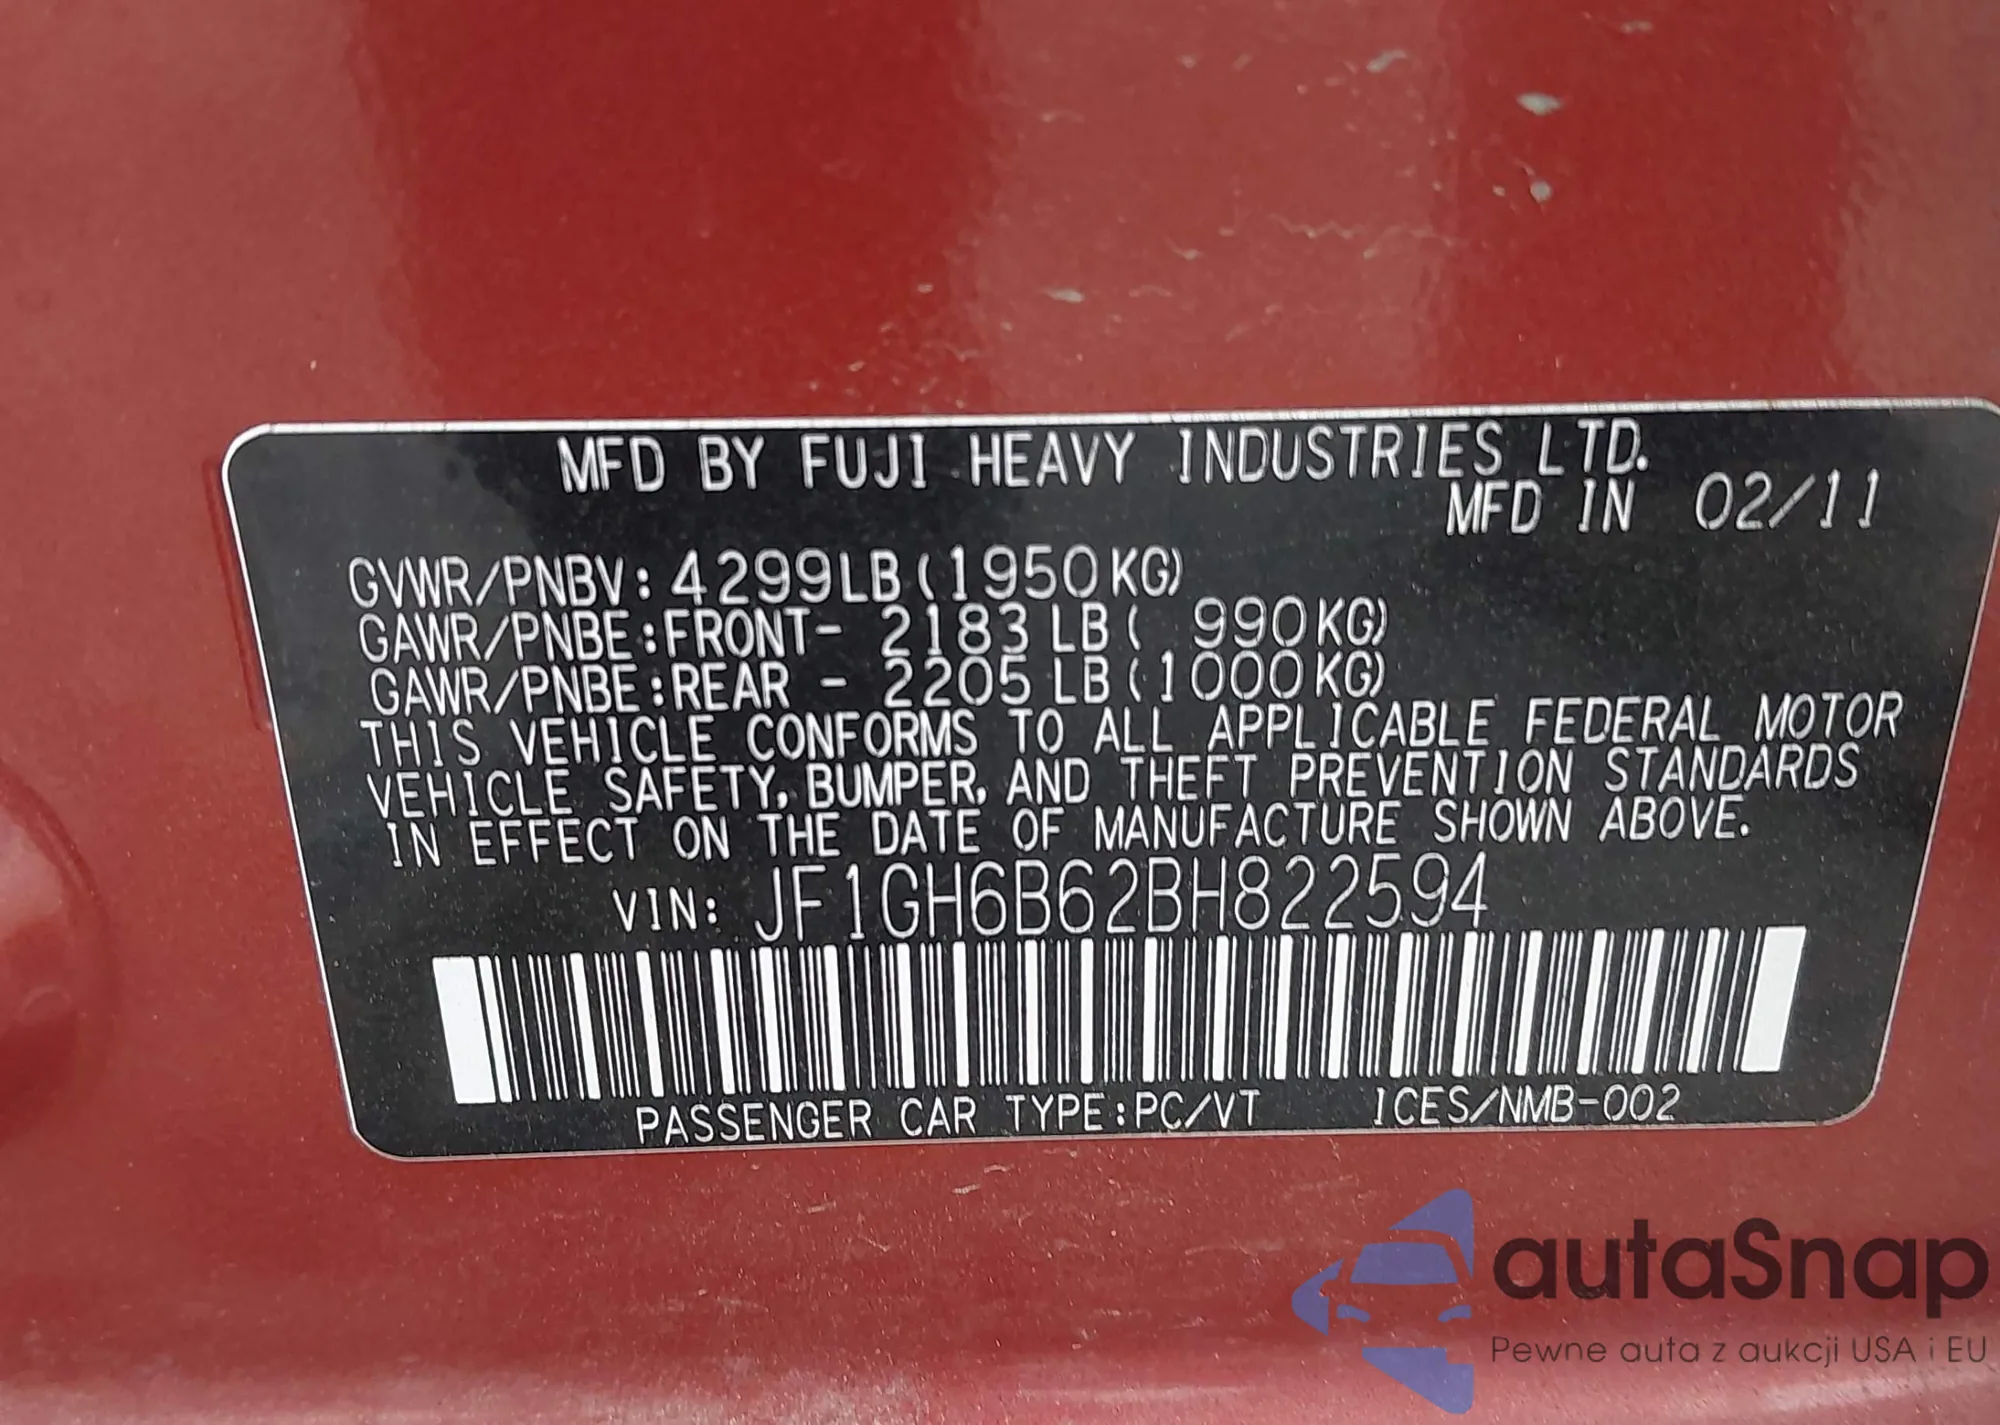 MFD BY FUJI HEAVY INDUSTRIES LTD.
MFD IN 02/11
GVWR/PNBV: 4299LB(1950KG)
GAWR/PNBE:FRONT- 2183LB( 990KG)
GAWR/PNBE:REAR - 2205LB(1000KG)
THIS VEHICLE CONFORMS TO ALL APPLICABLE FEDERAL MOTOR
VEHICLE SAFETY, BUMPER, AND THEFT PREVENTION STANDARDS
IN EFFECT ON THE DATE OF MANUFACTURE SHOWN ABOVE.
VIN: JF1GH6B62BH822594
PASSENGER CAR TYPE:PC/VT ICES/NMB-002
autaSnap
Pewne auta z aukcji USA i EU